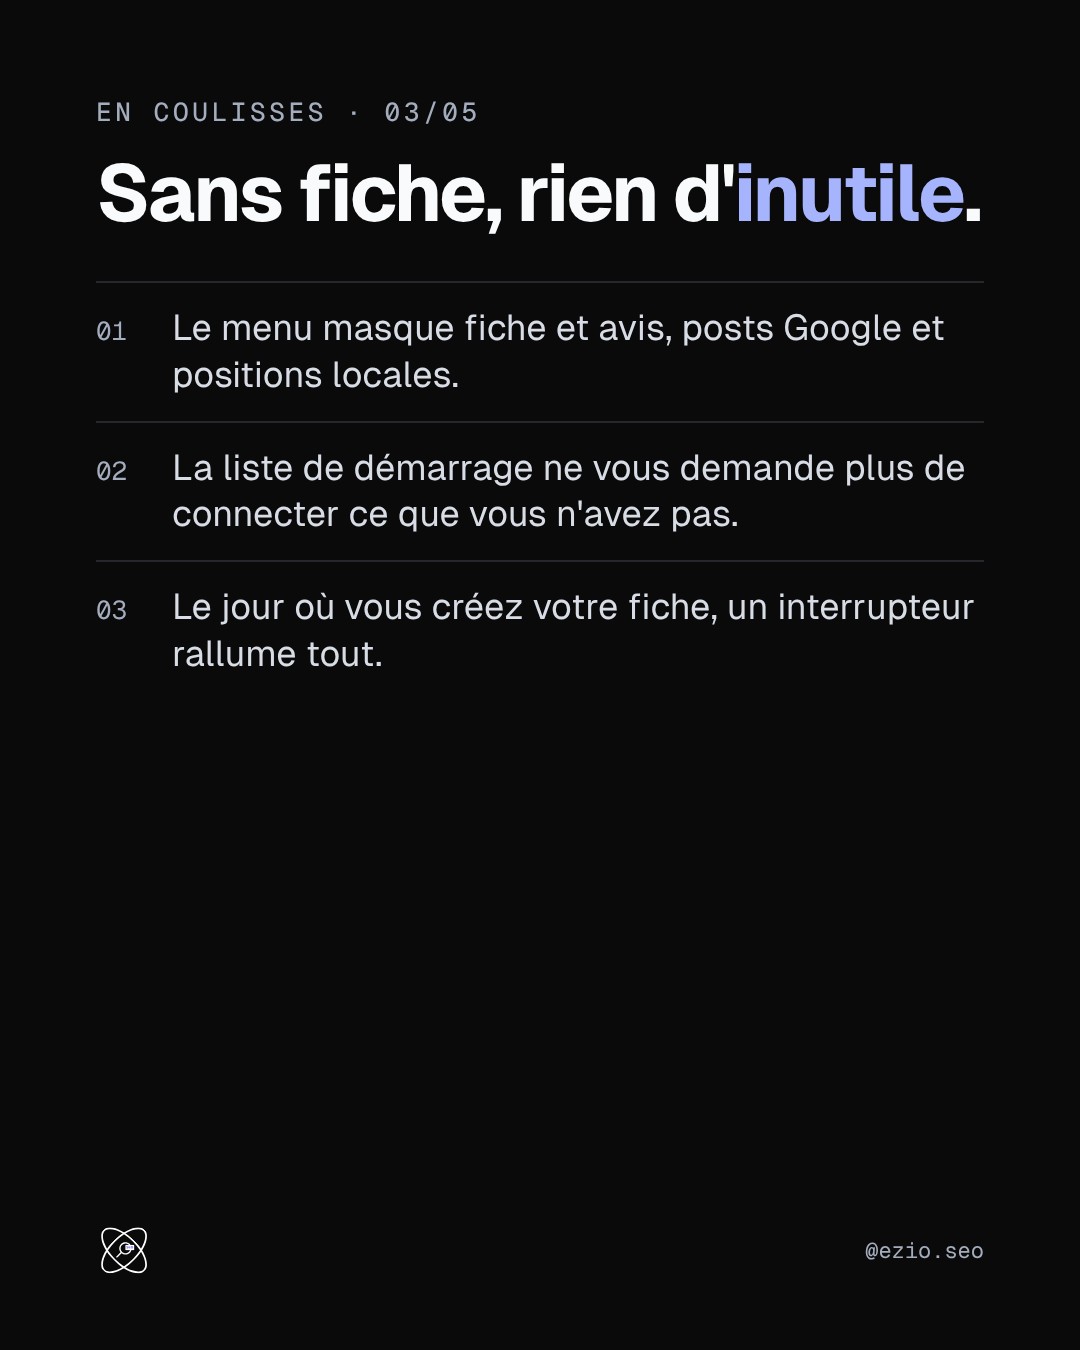 EN COULISSES · 03/05
Sans fiche, rien d'inutile.
01 Le menu masque fiche et avis, posts Google et
positions locales.
02 La liste de démarrage ne vous demande plus de
connecter ce que vous n'avez pas.
03 Le jour où vous créez votre fiche, un interrupteur
rallume tout.
@ezio.seo